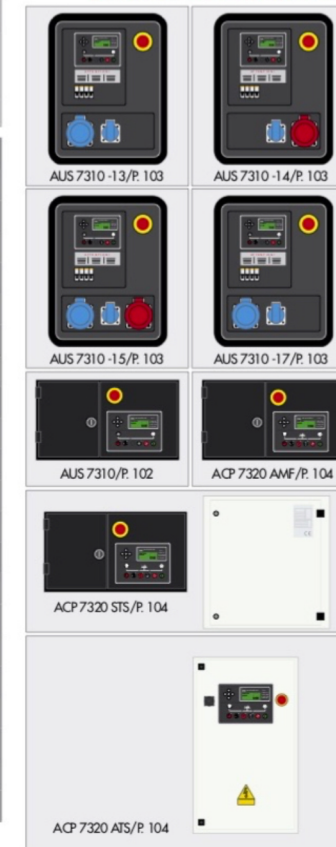 AUS 7310 -13/P. 103
AUS 7310 -14/P. 103
AUS 7310 -15/P. 103
AUS 7310 -17/P. 103
AUS 7310/P. 102
ACP 7320 AMF/P. 104
ACP 7320 STS/P. 104
ACP 7320 ATS/P. 104